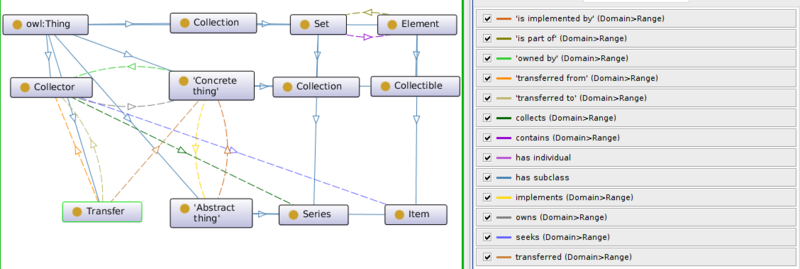 owl:Thing
Collection
Set
Element
Collector
'Concrete
thing'
Collection
Collectible
Transfer
'Abstract
thing'
Series
Item
'is implemented by' (Domain>Range)
'is part of' (Domain>Range)
'owned by' (Domain>Range)
'transferred from' (Domain>Range)
'transferred to' (Domain>Range)
collects (Domain>Range)
contains (Domain>Range)
has individual
has subclass
implements (Domain>Range)
owns (Domain>Range)
seeks (Domain>Range)
transferred (Domain>Range)